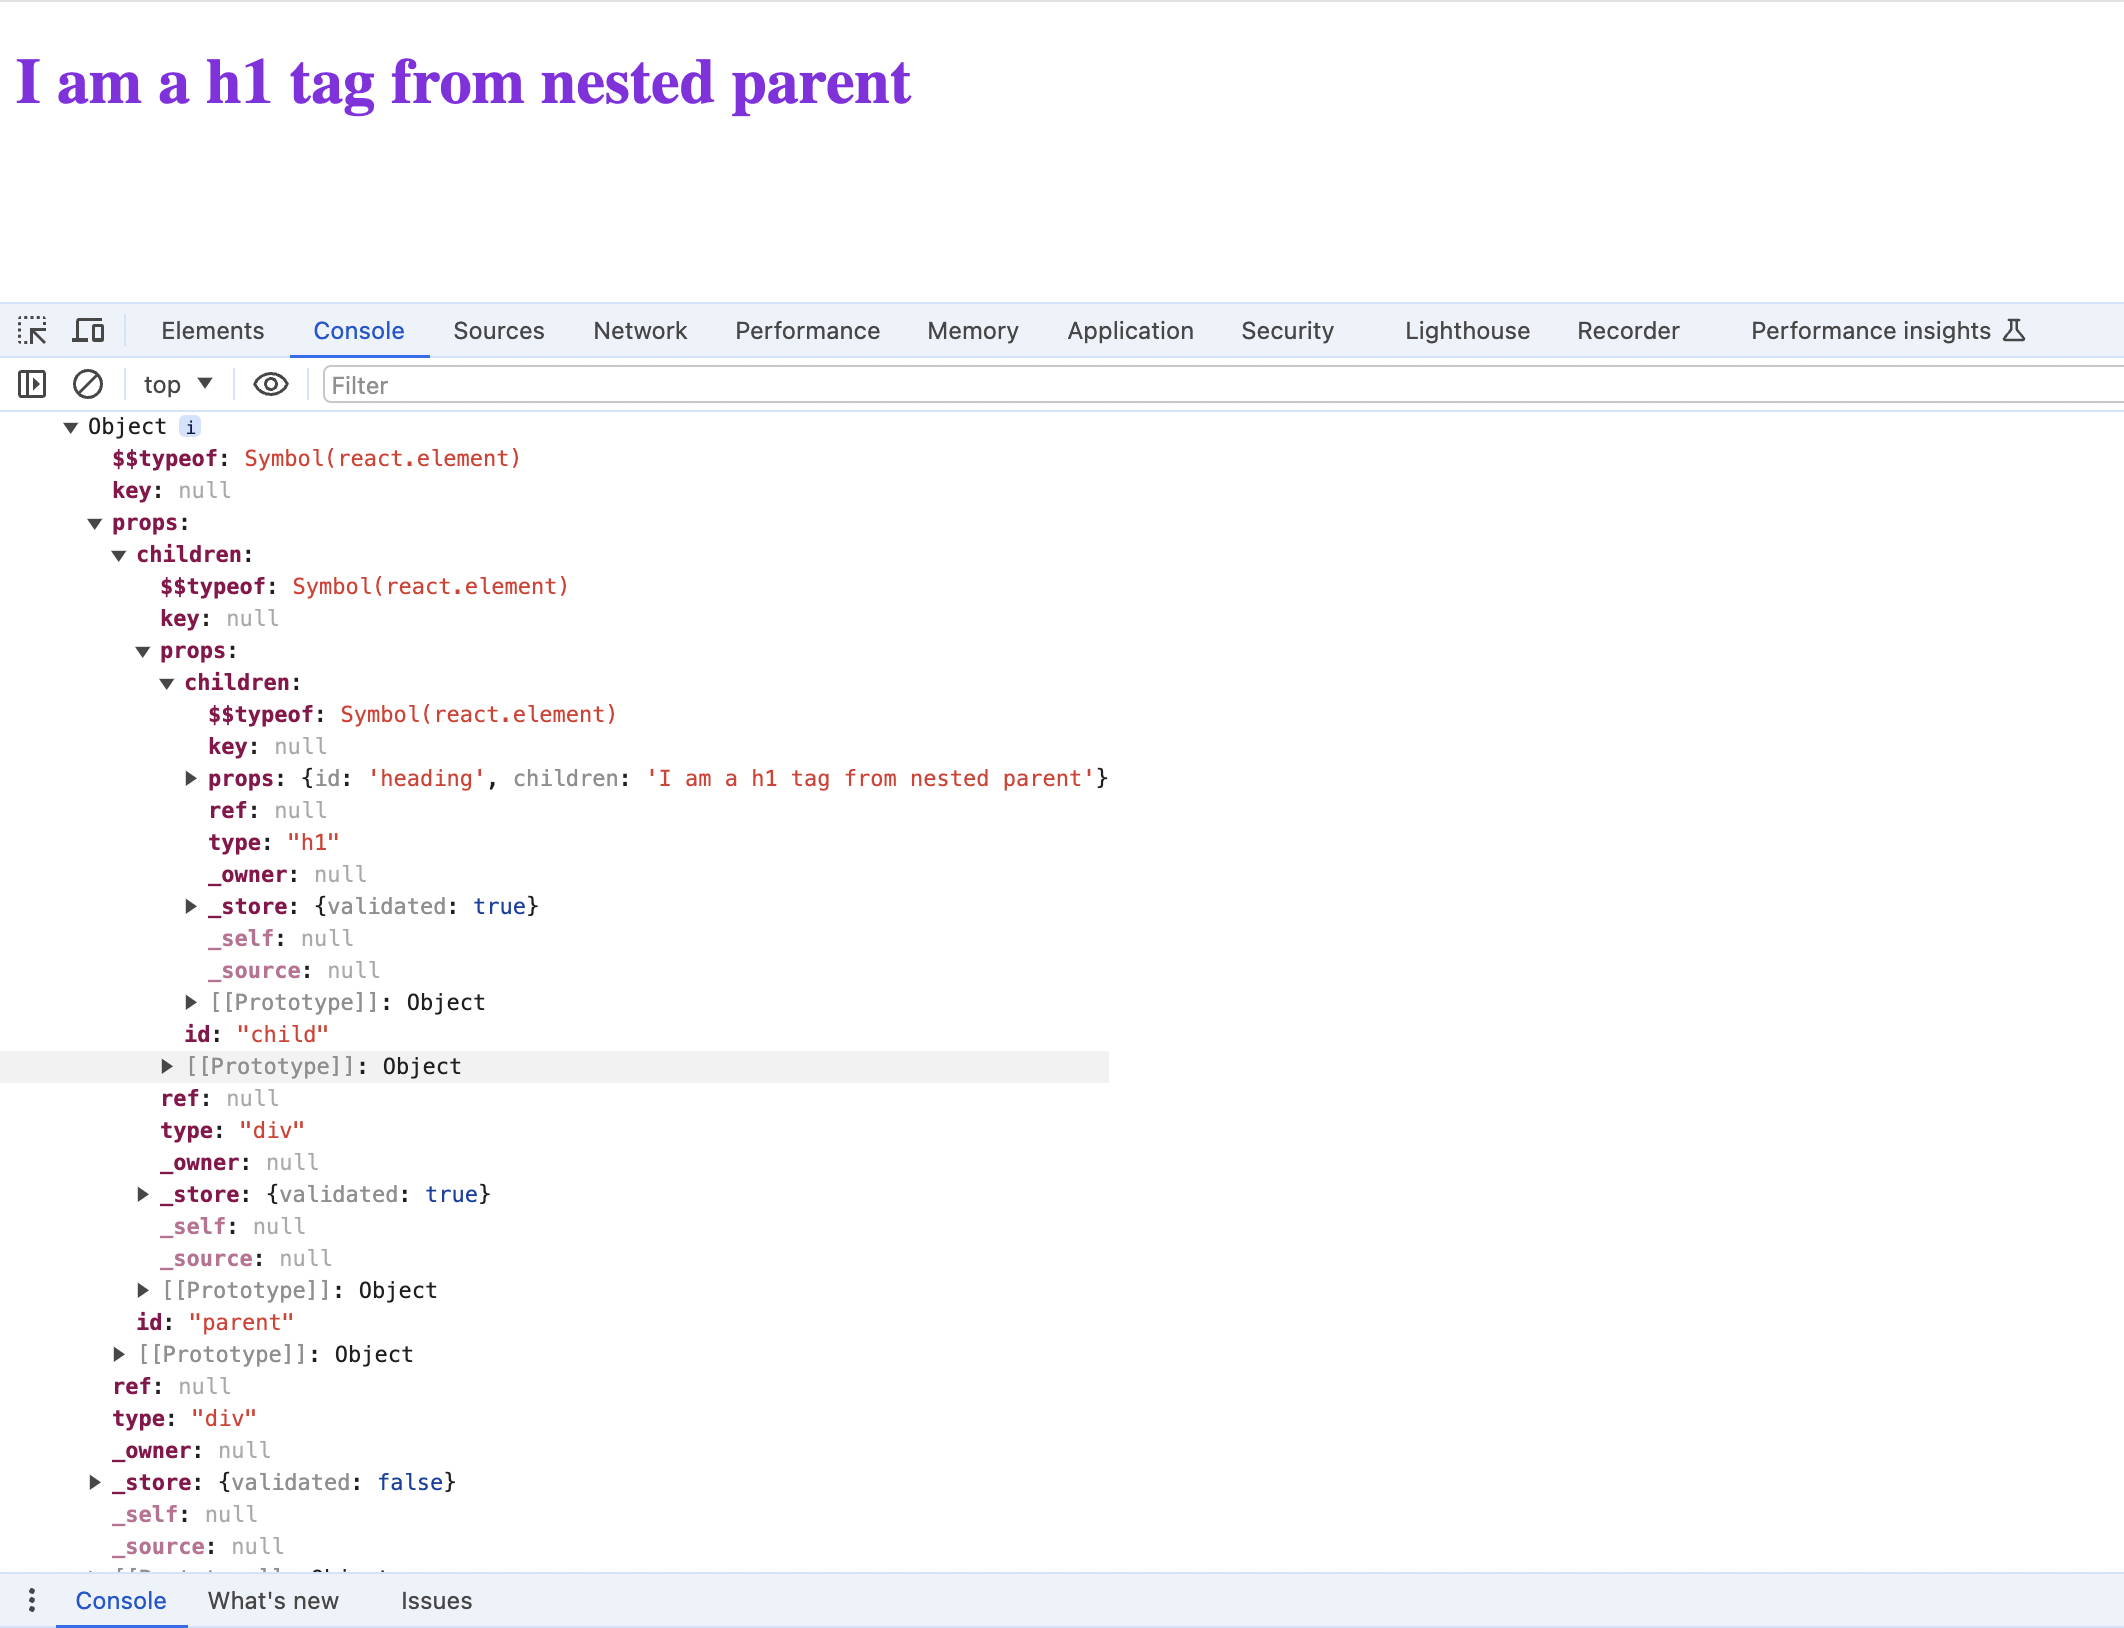 I am a h1 tag from nested parent
Elements Console Sources Network Performance Memory Application Security Lighthouse Recorder Performance insights
top Filter
Object i
$$typeof: Symbol(react.element)
key: null
props:
children:
$$typeof: Symbol(react.element)
key: null
props:
children:
$$typeof: Symbol(react.element)
key: null
props: {id: 'heading', children: 'I am a h1 tag from nested parent'}
ref: null
type: "h1"
_owner: null
_store: {validated: true}
_self: null
_source: null
[[Prototype]]: Object
id: "child"
[[Prototype]]: Object
ref: null
type: "div"
_owner: null
_store: {validated: true}
_self: null
_source: null
[[Prototype]]: Object
id: "parent"
[[Prototype]]: Object
ref: null
type: "div"
_owner: null
_store: {validated: false}
_self: null
_source: null
Console What's new Issues